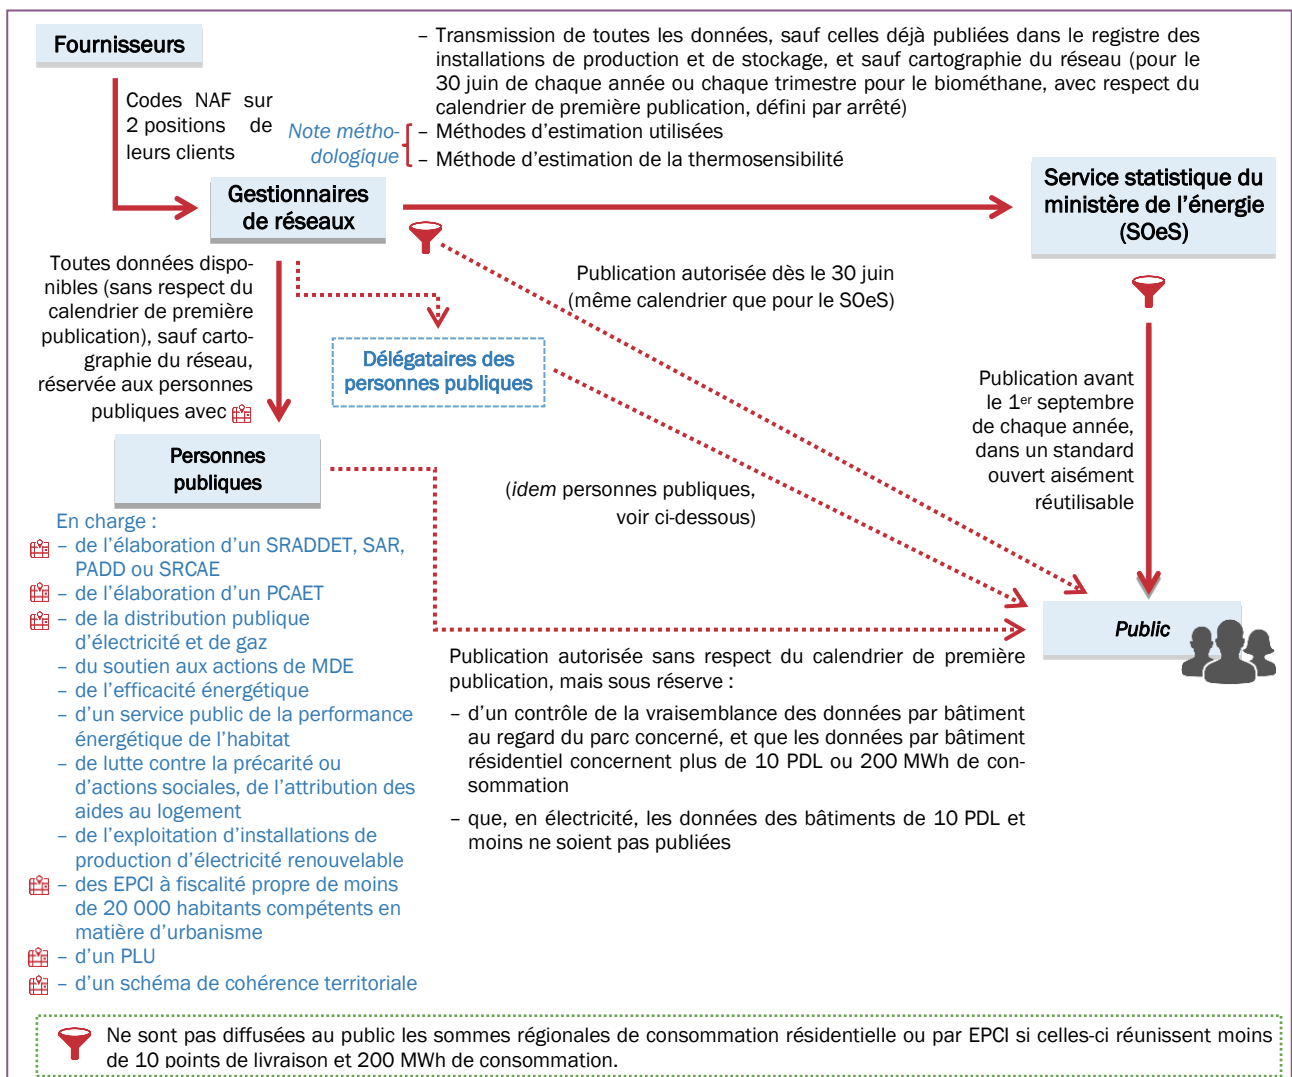 Fournisseurs
– Transmission de toutes les données, sauf celles déjà publiées dans le registre des
installations de production et de stockage, et sauf cartographie du réseau (pour le
30 juin de chaque année ou chaque trimestre pour le biométhane, avec respect du
calendrier de première publication, défini par arrêté)
– Méthodes d'estimation utilisées
– Méthode d'estimation de la thermosensibilité
Note métho-
dologique
Codes NAF sur
2 positions de
leurs clients
Gestionnaires
de réseaux
Service statistique du
ministère de l'énergie
(SOeS)
Toutes données dispo-
nibles (sans respect du
calendrier de première
publication), sauf carto-
graphie du réseau,
réservée aux personnes
publiques avec
Publication autorisée dès le 30 juin
(même calendrier que pour le SOeS)
Délégataires des
personnes publiques
Publication avant
le 1er septembre
de chaque année,
dans un standard
ouvert aisément
réutilisable
Personnes
publiques
(idem personnes publiques,
voir ci-dessous)
En charge :
– de l'élaboration d'un SRADDET, SAR,
PADD ou SRCAE
– de l'élaboration d'un PCAET
– de la distribution publique
d'électricité et de gaz
– du soutien aux actions de MDE
– de l'efficacité énergétique
– d'un service public de la performance
énergétique de l'habitat
– de lutte contre la précarité ou
d'actions sociales, de l'attribution des
aides au logement
– de l'exploitation d'installations de
production d'électricité renouvelable
– des EPCI à fiscalité propre de moins
de 20 000 habitants compétents en
matière d'urbanisme
– d'un PLU
– d'un schéma de cohérence territoriale
Public
Publication autorisée sans respect du calendrier de première
publication, mais sous réserve :
– d'un contrôle de la vraisemblance des données par bâtiment
au regard du parc concerné, et que les données par bâtiment
résidentiel concernent plus de 10 PDL ou 200 MWh de con-
sommation
– que, en électricité, les données des bâtiments de 10 PDL et
moins ne soient pas publiées
Ne sont pas diffusées au public les sommes régionales de consommation résidentielle ou par EPCI si celles-ci réunissent moins
de 10 points de livraison et 200 MWh de consommation.